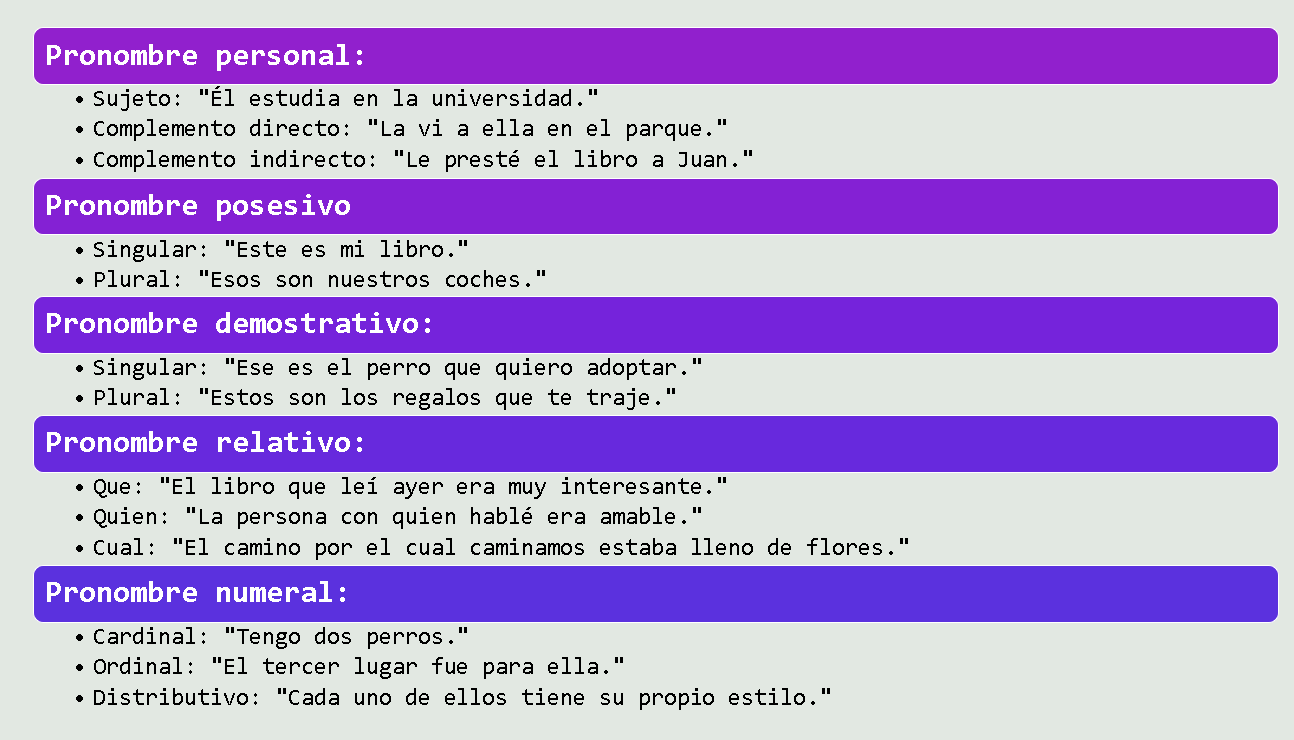 Pronombre personal:
• Sujeto: "Él estudia en la universidad."
• Complemento directo: "La vi a ella en el parque."
• Complemento indirecto: "Le presté el libro a Juan."
Pronombre posesivo
• Singular: "Este es mi libro."
• Plural: "Esos son nuestros coches."
Pronombre demostrativo:
• Singular: "Ese es el perro que quiero adoptar."
• Plural: "Estos son los regalos que te traje."
Pronombre relativo:
• Que: "El libro que leí ayer era muy interesante."
• Quien: "La persona con quien hablé era amable."
• Cual: "El camino por el cual caminamos estaba lleno de flores."
Pronombre numeral:
• Cardinal: "Tengo dos perros."
• Ordinal: "El tercer lugar fue para ella."
• Distributivo: "Cada uno de ellos tiene su propio estilo."